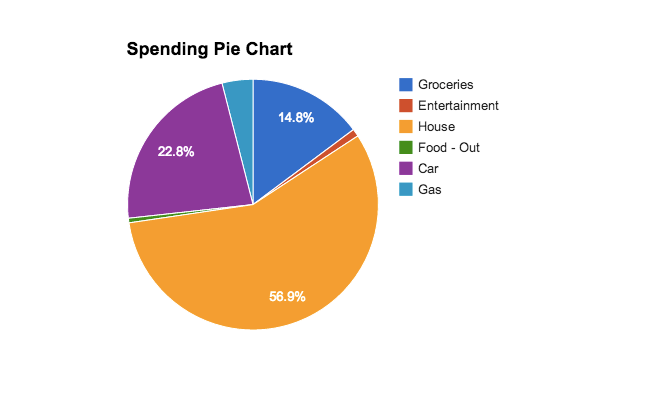 Spending Pie Chart
14.8%
22.8%
56.9%
Groceries
Entertainment
House
Food - Out
Car
Gas